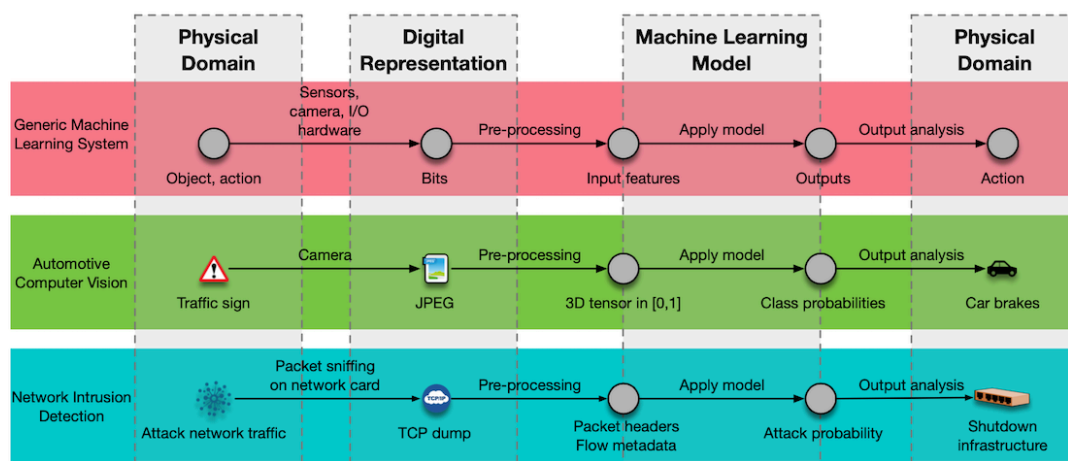 Physical
Domain
Digital
Representation
Machine Learning
Model
Physical
Domain
Generic Machine
Learning System
Sensors,
camera, I/O
hardware
Pre-processing
Apply model
Output analysis
Object, action
Bits
Input features
Outputs
Action
Automotive
Computer Vision
Camera
Pre-processing
Apply model
Output analysis
Traffic sign
JPEG
3D tensor in [0,1]
Class probabilities
Car brakes
Network Intrusion
Detection
Packet sniffing
on network card
Pre-processing
Apply model
Output analysis
TCP/IP
Attack network traffic
TCP dump
Packet headers
Flow metadata
Attack probability
Shutdown
infrastructure